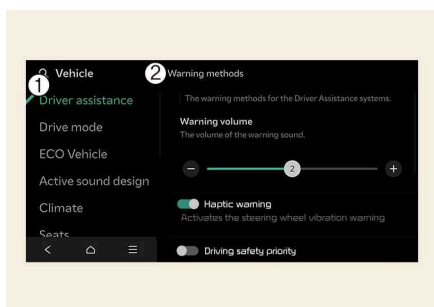 Vehicle
1
2
Warning methods
Driver assistance
Drive mode
ECO Vehicle
Active sound design
Climate
Seats
The warning methods for the Driver Assistance systems.
Warning volume
The volume of the warning sound.
2
Haptic warning
Activates the steering wheel vibration warning
Driving safety priority